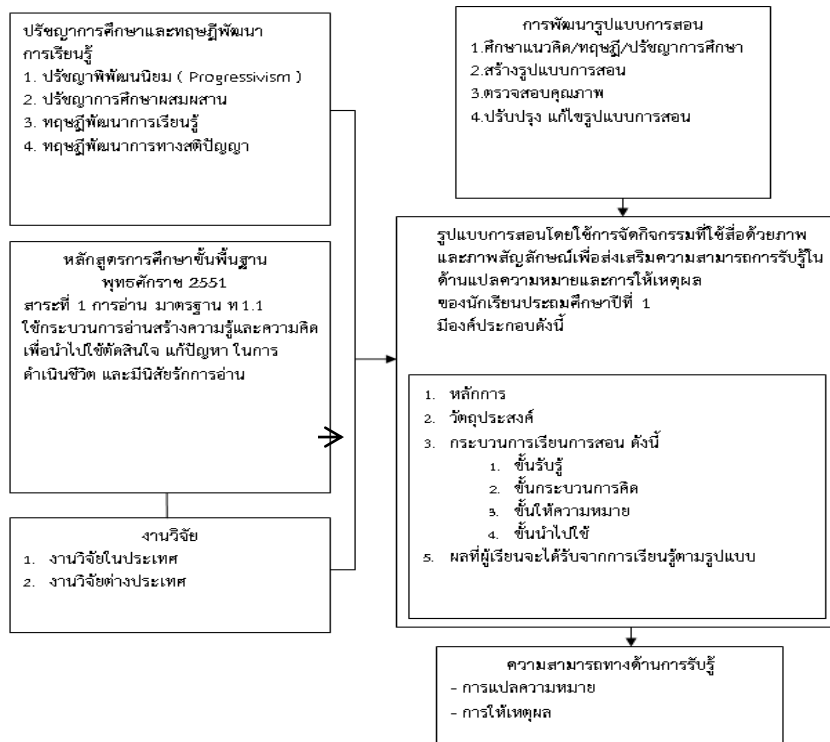 ปรัชญาการศึกษาและทฤษฎีพัฒนา
การเรียนรู้
1. ปรัชญาพิพัฒนนิยม ( Progressivism )
2. ปรัชญาการศึกษาผสมผสาน
3. ทฤษฎีพัฒนาการเรียนรู้
4. ทฤษฎีพัฒนาการทางสติปัญญา
หลักสูตรการศึกษาขั้นพื้นฐาน
พุทธศักราช 2551
สาระที่ 1 การอ่าน มาตรฐาน ท 1.1
ใช้กระบวนการอ่านสร้างความรู้และความคิด
เพื่อนำไปใช้ตัดสินใจ แก้ปัญหา ในการ
ดำเนินชีวิต และมีนิสัยรักการอ่าน
งานวิจัย
1. งานวิจัยในประเทศ
2. งานวิจัยต่างประเทศ
การพัฒนารูปแบบการสอน
1.ศึกษาแนวคิด/ทฤษฎี/ปรัชญาการศึกษา
2.สร้างรูปแบบการสอน
3.ตรวจสอบคุณภาพ
4.ปรับปรุง แก้ไขรูปแบบการสอน
รูปแบบการสอนโดยใช้การจัดกิจกรรมที่ใช้สื่อด้วยภาพ
และภาพสัญลักษณ์เพื่อส่งเสริมความสามารถการรับรู้ใน
ด้านแปลความหมายและการให้เหตุผล
ของนักเรียนประถมศึกษาปีที่ 1
มีองค์ประกอบดังนี้
1. หลักการ
2. วัตถุประสงค์
3. กระบวนการเรียนการสอน ดังนี้
1. ขั้นรับรู้
2. ขั้นกระบวนการคิด
3. ขั้นให้ความหมาย
4. ขั้นนำไปใช้
5. ผลที่ผู้เรียนจะได้รับจากการเรียนรู้ตามรูปแบบ
ความสามารถทางด้านการรับรู้
- การแปลความหมาย
- การให้เหตุผล